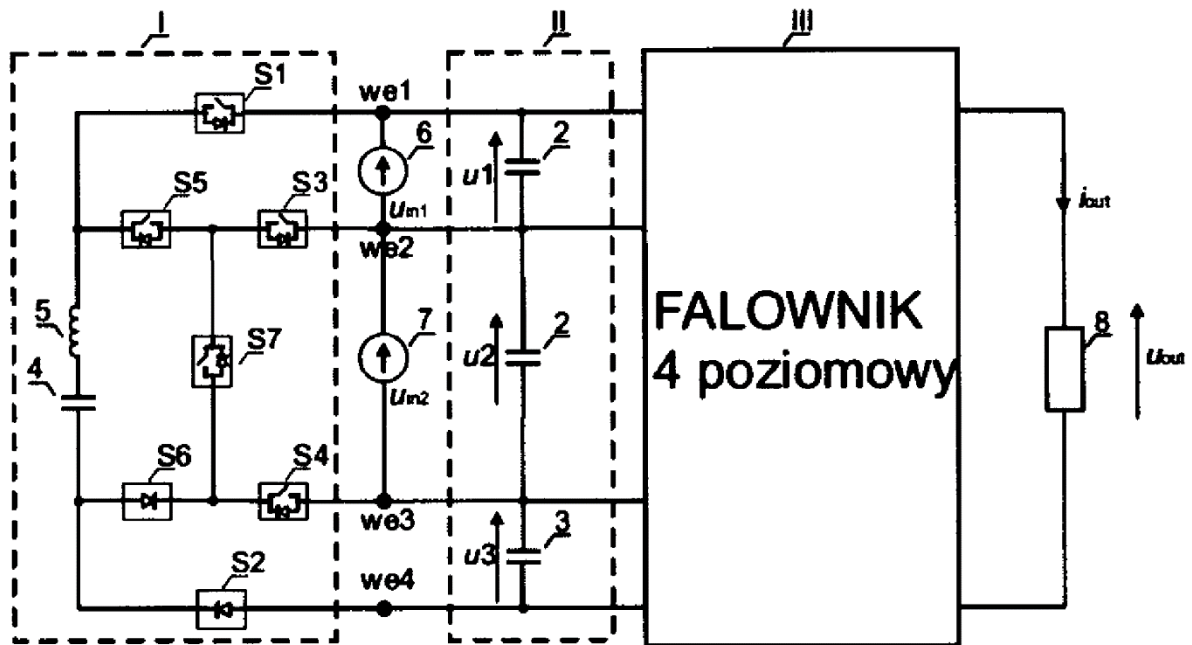 I II III
S1
we1
6
2
u1
S5
S3
uin1
we2
iout
5
7
2
FALOWNIK
4 poziomowy
8
uout
S7
4
u2
uin2
S6
S4
we3
3
u3
S2
we4